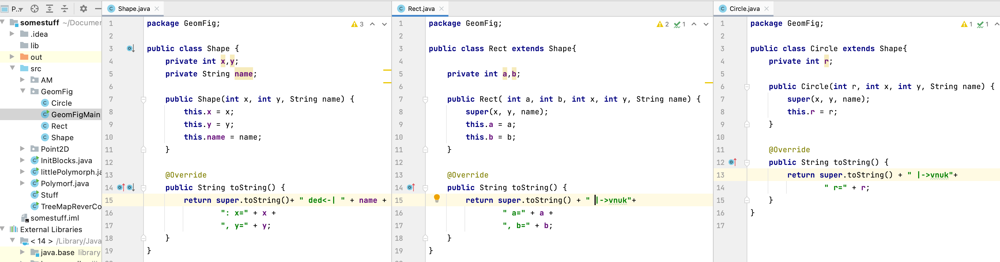 P...
Shape.java
Rect.java
Circle.java
somestuff ~/Documer
.idea
lib
out
src
AM
GeomFig
Circle
GeomFigMain
Rect
Shape
Point2D
InitBlocks.java
littlePolymorph.ja
Polymorf.java
Stuff
TreeMapReverCo
somestuff.iml
External Libraries
< 14 > /Library/Java
java.base library
3
1 package GeomFig;
2
3 public class Shape {
4 private int x,y;
5 private String name;
6
7 public Shape(int x, int y, String name) {
8 this.x = x;
9 this.y = y;
10 this.name = name;
11 }
12
13 @Override
14 public String toString() {
15 return super.toString()+ " ded<-| " + name +
16 ": x=" + x +
17 ", y=" + y;
18 }
19 }
2 1
1 package GeomFig;
2
3 public class Rect extends Shape{
4
5 private int a,b;
6
7 public Rect( int a, int b, int x, int y, String name) {
8 super(x, y, name);
9 this.a = a;
10 this.b = b;
11 }
12
13 @Override
14 public String toString() {
15 return super.toString() + " |->vnuk"+
16 " a=" + a +
17 ", b=" + b;
18 }
19 }
1 1
1 package GeomFig;
2
3 public class Circle extends Shape{
4 private int r;
5
6 public Circle(int r, int x, int y, String name) {
7 super(x, y, name);
8 this.r = r;
9 }
10
11 @Override
12 public String toString() {
13 return super.toString() + " |->vnuk"+
14 " r=" + r;
15 }
16 }
17